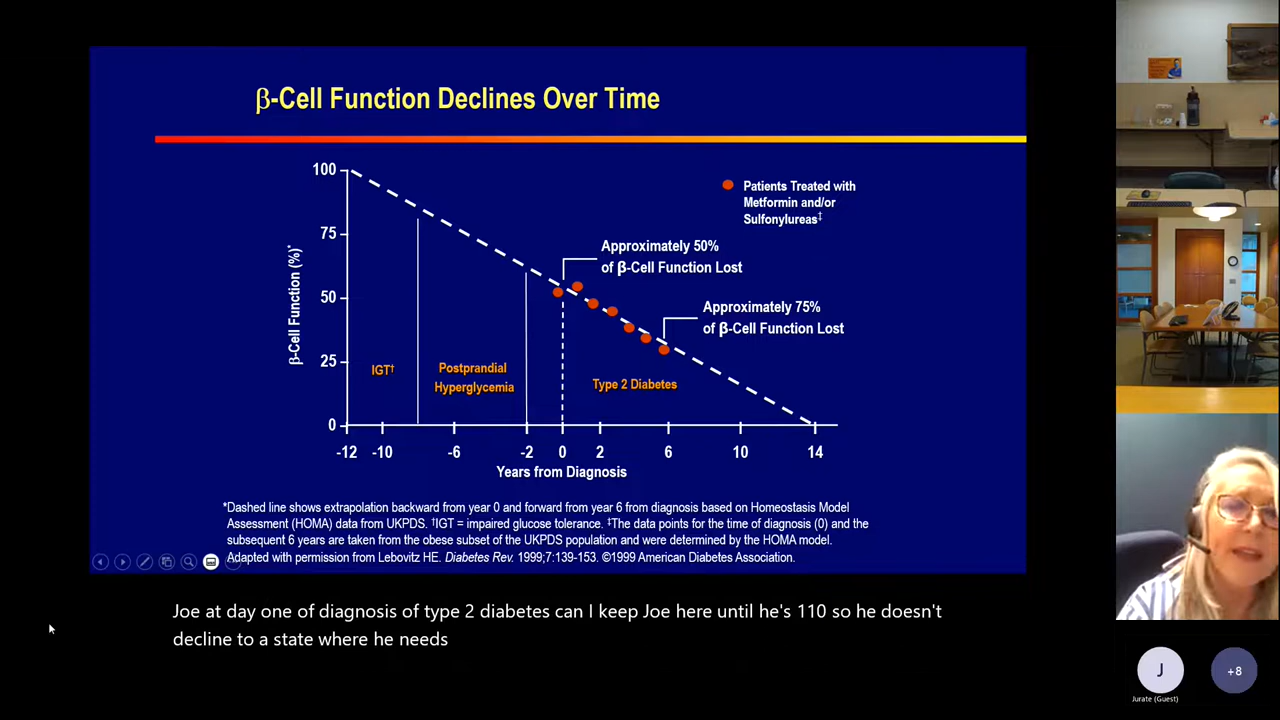 β-Cell Function Declines Over Time
100
75
50
25
0
β-Cell Function (%)*
Patients Treated with
Metformin and/or
Sulfonylureas‡
Approximately 50%
of β-Cell Function Lost
Approximately 75%
of β-Cell Function Lost
IGT†
Postprandial
Hyperglycemia
Type 2 Diabetes
-12 -10 -6 -2 0 2 6 10 14
Years from Diagnosis
*Dashed line shows extrapolation backward from year 0 and forward from year 6 from diagnosis based on Homeostasis Model
Assessment (HOMA) data from UKPDS. †IGT = impaired glucose tolerance. ‡The data points for the time of diagnosis (0) and the
subsequent 6 years are taken from the obese subset of the UKPDS population and were determined by the HOMA model.
Adapted with permission from Lebovitz HE. Diabetes Rev. 1999;7:139-153. ©1999 American Diabetes Association.
Joe at day one of diagnosis of type 2 diabetes can I keep Joe here until he's 110 so he doesn't
decline to a state where he needs
J
+8
Jurate (Guest)